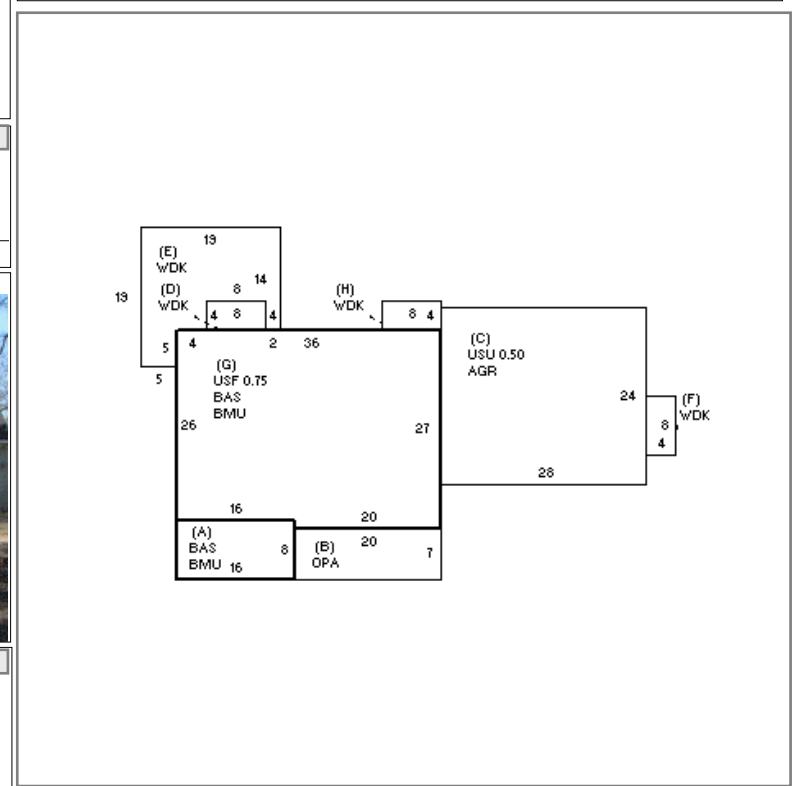 19
(E)
WDK
14
19
(D)
WDK
8
4 8 4
(H)
WDK
8 4
5
5
4 2 36
(G)
USF 0.75
BAS
BMU
26
27
(C)
USU 0.50
AGR
24
(F)
WDK
8
4
28
16
20
(A)
BAS
BMU 16
8
(B)
OPA
20
7